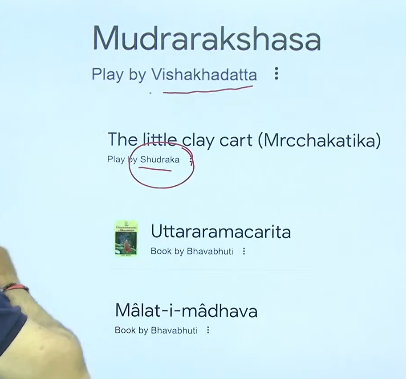 Mudrarakshasa
Play by Vishakhadatta
The little clay cart (Mrcchakatika)
Play by Shudraka
Uttararamacarita
Book by Bhavabhuti
Mâlat-i-mâdhava
Book by Bhavabhuti